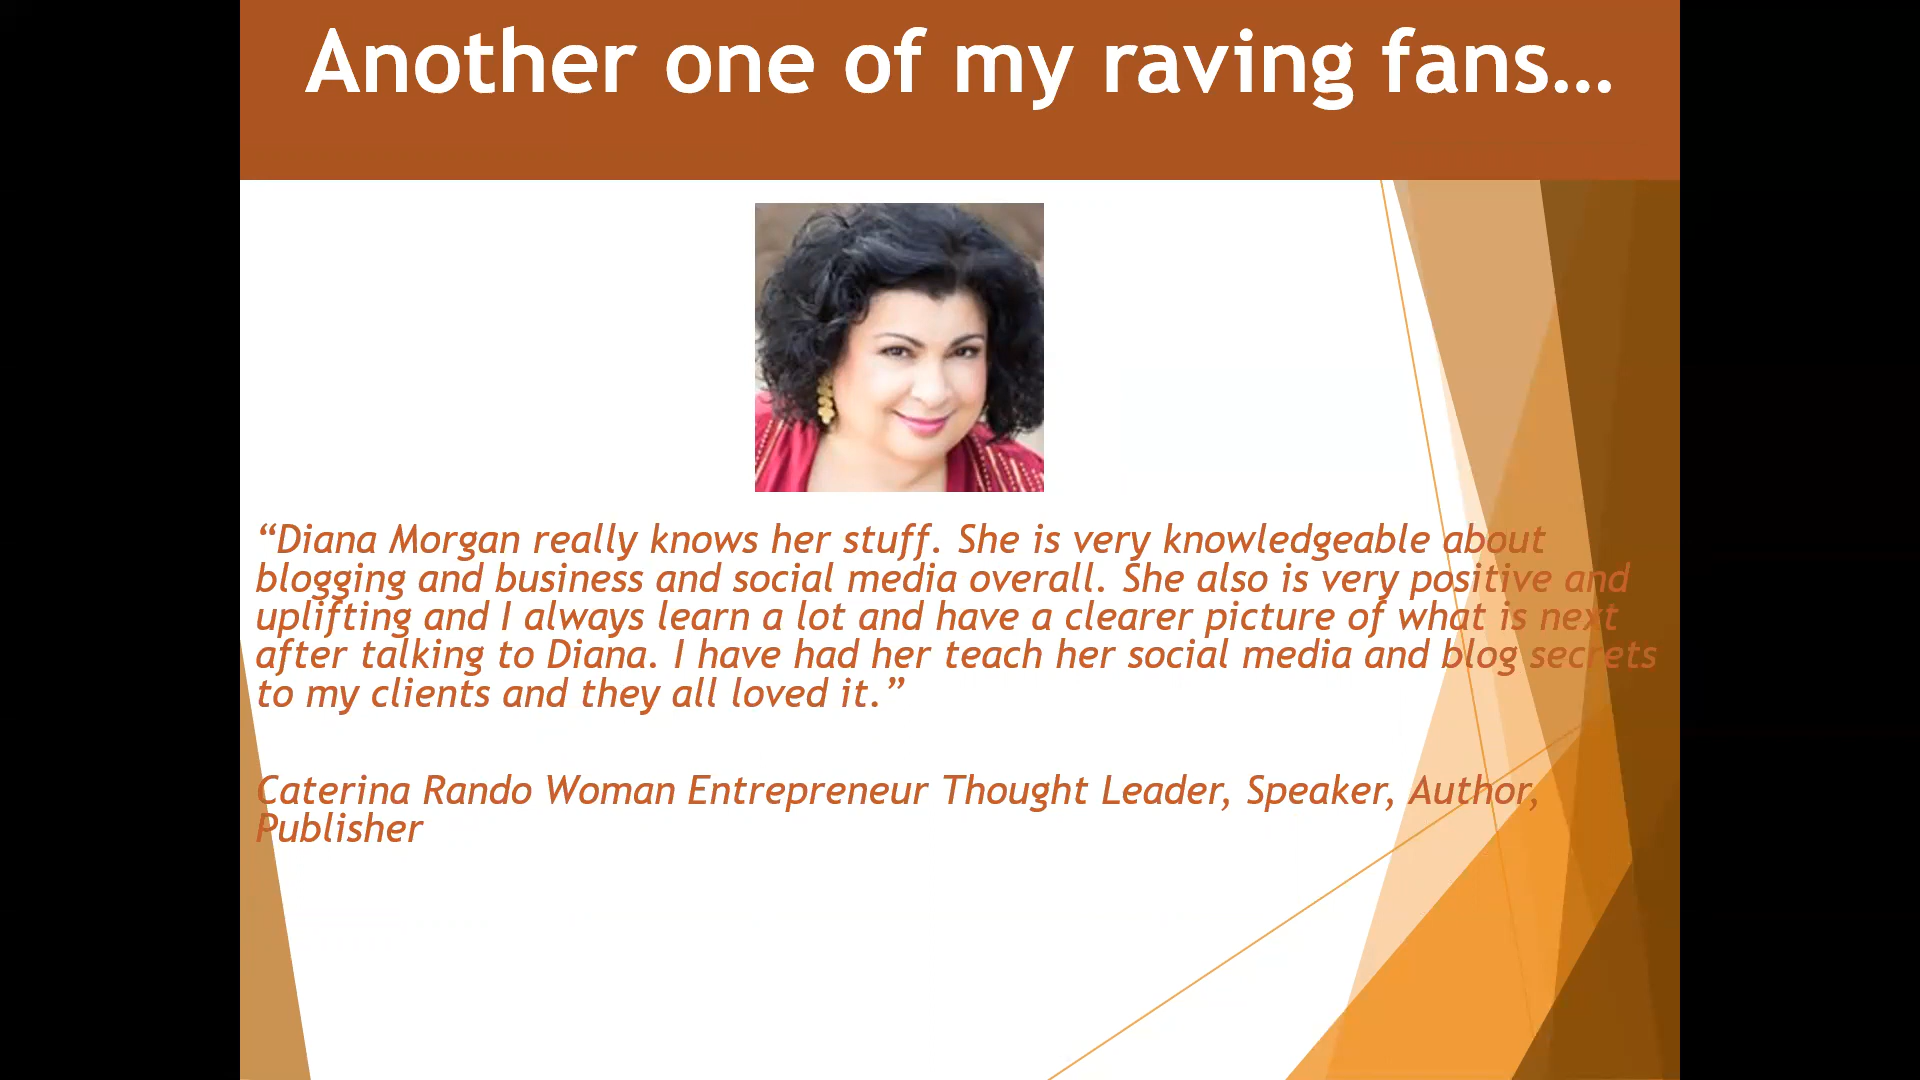 Another one of my raving fans…
“Diana Morgan really knows her stuff. She is very knowledgeable about
blogging and business and social media overall. She also is very positive and
uplifting and I always learn a lot and have a clearer picture of what is next
after talking to Diana. I have had her teach her social media and blog secrets
to my clients and they all loved it.”
Caterina Rando Woman Entrepreneur Thought Leader, Speaker, Author,
Publisher